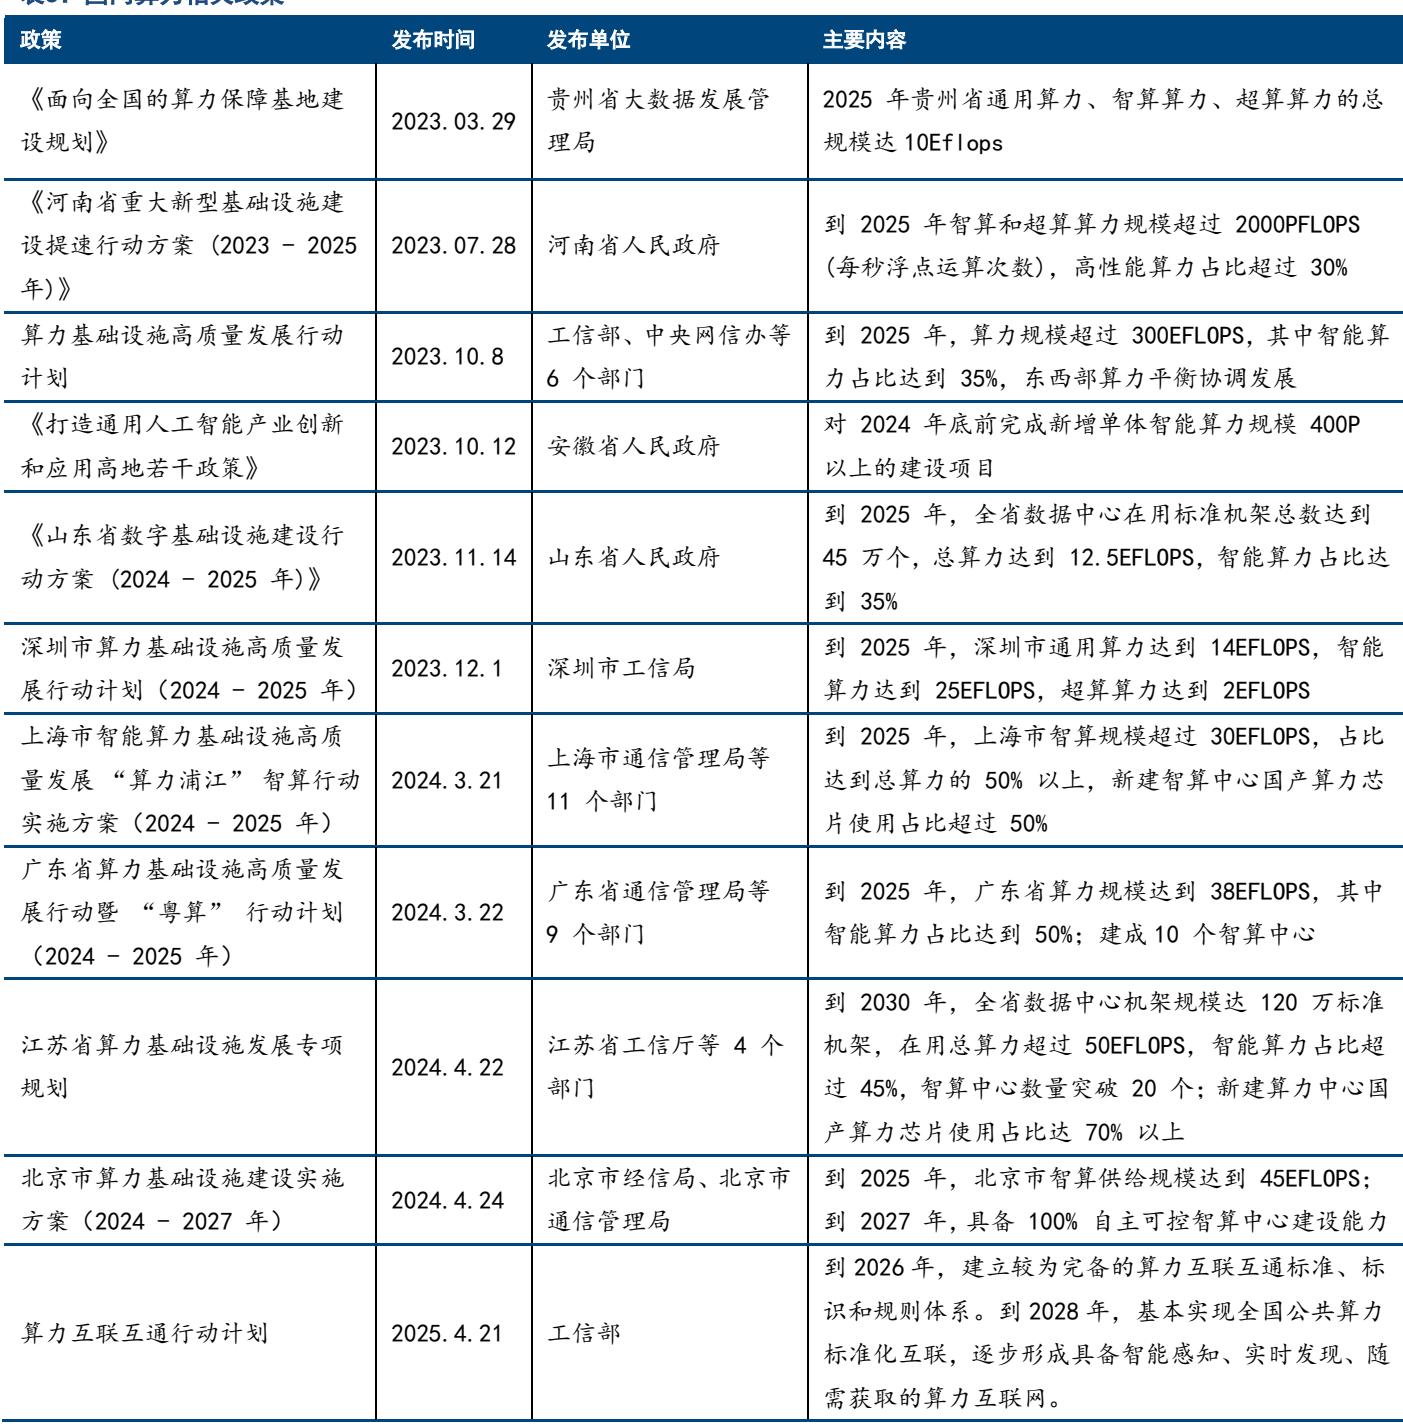 国内算力相关政策
政策 发布时间 发布单位 主要内容
《面向全国的算力保障基地建
设规划》
2023.03.29
贵州省大数据发展管
理局
2025 年贵州省通用算力、智算算力、超算算力的总
规模达10Eflops
《河南省重大新型基础设施建
设提速行动方案 (2023 - 2025
年)》
2023.07.28
河南省人民政府
到 2025 年智算和超算算力规模超过 2000PFLOPS
(每秒浮点运算次数)，高性能算力占比超过 30%
算力基础设施高质量发展行动
计划
2023.10.8
工信部、中央网信办等
6 个部门
到 2025 年，算力规模超过 300EFLOPS，其中智能算
力占比达到 35%，东西部算力平衡协调发展
《打造通用人工智能产业创新
和应用高地若干政策》
2023.10.12
安徽省人民政府
对 2024 年底前完成新增单体智能算力规模 400P
以上的建设项目
《山东省数字基础设施建设行
动方案 (2024 - 2025 年)》
2023.11.14
山东省人民政府
到 2025 年，全省数据中心在用标准机架总数达到
45 万个，总算力达到 12.5EFLOPS，智能算力占比达
到 35%
深圳市算力基础设施高质量发
展行动计划（2024 - 2025 年）
2023.12.1
深圳市工信局
到 2025 年，深圳市通用算力达到 14EFLOPS，智能
算力达到 25EFLOPS，超算算力达到 2EFLOPS
上海市智能算力基础设施高质
量发展 “算力浦江” 智算行动
实施方案（2024 - 2025 年）
2024.3.21
上海市通信管理局等
11 个部门
到 2025 年，上海市智算规模超过 30EFLOPS，占比
达到总算力的 50% 以上，新建智算中心国产算力芯
片使用占比超过 50%
广东省算力基础设施高质量发
展行动暨 “粤算” 行动计划
（2024 - 2025 年）
2024.3.22
广东省通信管理局等
9 个部门
到 2025 年，广东省算力规模达到 38EFLOPS，其中
智能算力占比达到 50%；建成10 个智算中心
江苏省算力基础设施发展专项
规划
2024.4.22
江苏省工信厅等 4 个
部门
到 2030 年，全省数据中心机架规模达 120 万标准
机架，在用总算力超过 50EFLOPS，智能算力占比超
过 45%，智算中心数量突破 20 个；新建算力中心国
产算力芯片使用占比达 70% 以上
北京市算力基础设施建设实施
方案（2024 - 2027 年）
2024.4.24
北京市经信局、北京市
通信管理局
到 2025 年，北京市智算供给规模达到 45EFLOPS；
到 2027 年，具备 100% 自主可控智算中心建设能力
算力互联互通行动计划
2025.4.21
工信部
到2026年，建立较为完备的算力互联互通标准、标
识和规则体系。到2028年，基本实现全国公共算力
标准化互联，逐步形成具备智能感知、实时发现、随
需获取的算力互联网。